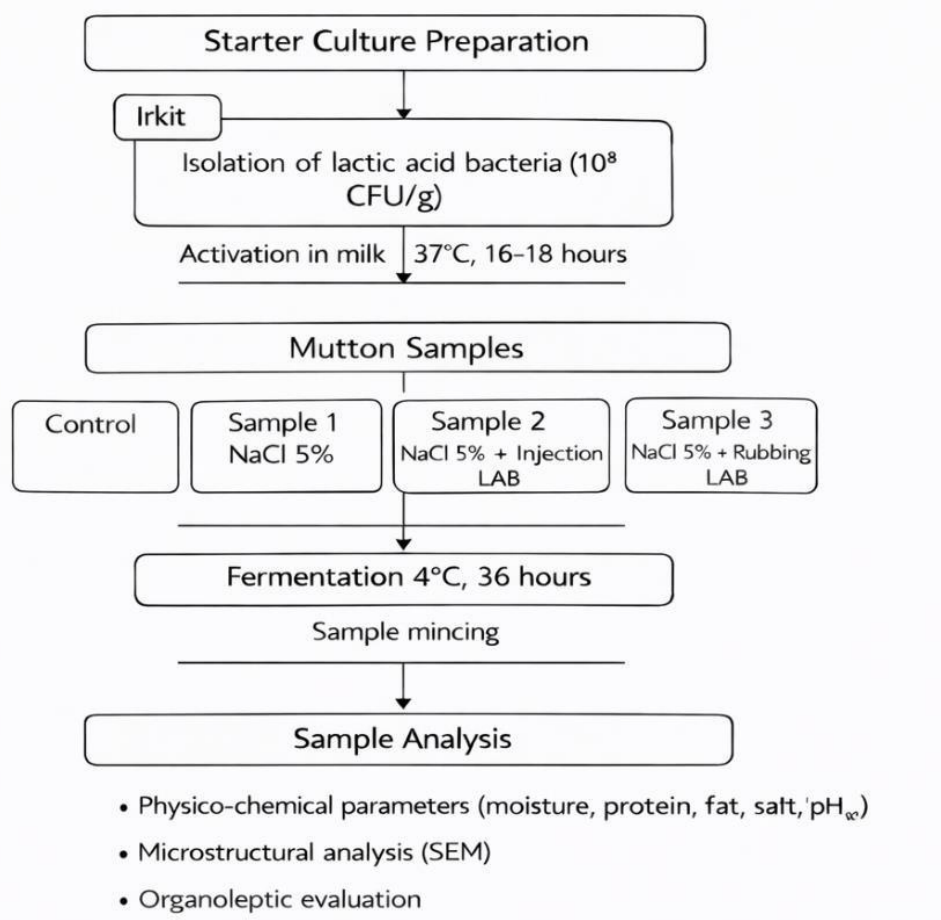 Starter Culture Preparation
Irkit
Isolation of lactic acid bacteria (10⁸
CFU/g)
Activation in milk 37°C, 16–18 hours
Mutton Samples
Control
Sample 1
NaCl 5%
Sample 2
NaCl 5% + Injection
LAB
Sample 3
NaCl 5% + Rubbing
LAB
Fermentation 4°C, 36 hours
Sample mincing
Sample Analysis
• Physico-chemical parameters (moisture, protein, fat, salt, pH)
• Microstructural analysis (SEM)
• Organoleptic evaluation